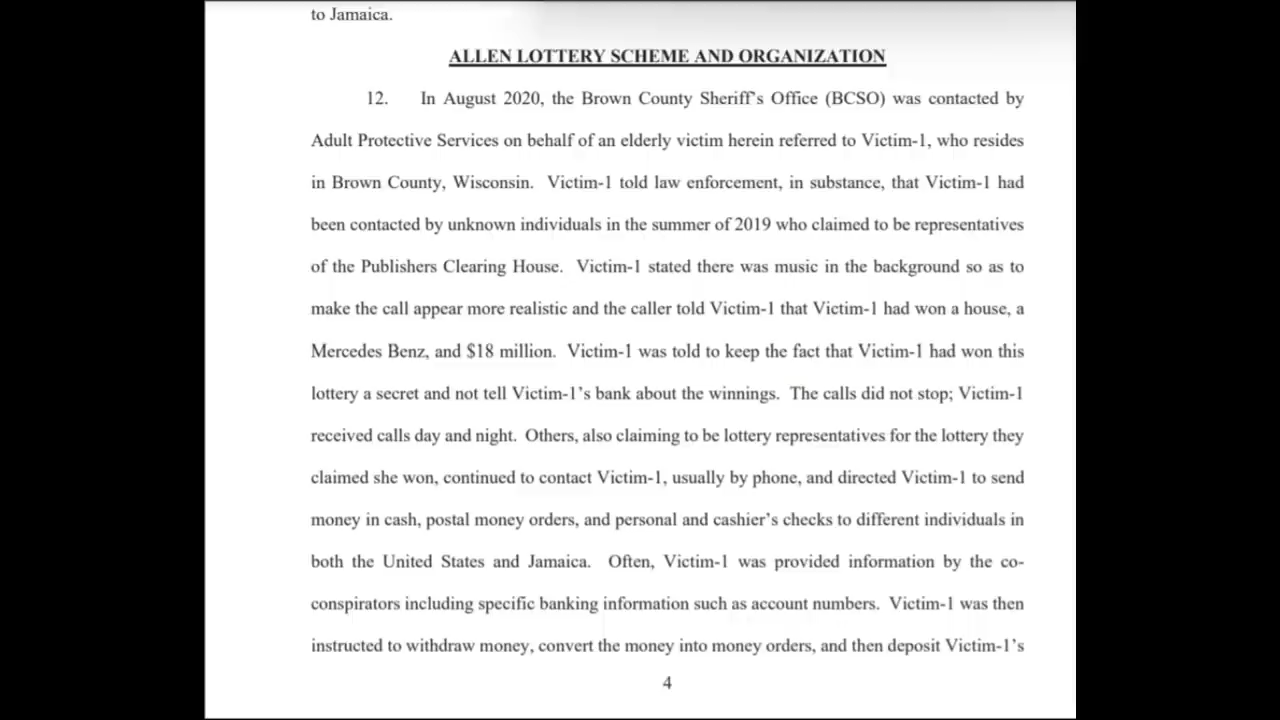 to Jamaica.
ALLEN LOTTERY SCHEME AND ORGANIZATION
12. In August 2020, the Brown County Sheriff's Office (BCSO) was contacted by
Adult Protective Services on behalf of an elderly victim herein referred to Victim-1, who resides
in Brown County, Wisconsin. Victim-1 told law enforcement, in substance, that Victim-1 had
been contacted by unknown individuals in the summer of 2019 who claimed to be representatives
of the Publishers Clearing House. Victim-1 stated there was music in the background so as to
make the call appear more realistic and the caller told Victim-1 that Victim-1 had won a house, a
Mercedes Benz, and $18 million. Victim-1 was told to keep the fact that Victim-1 had won this
lottery a secret and not tell Victim-1's bank about the winnings. The calls did not stop; Victim-1
received calls day and night. Others, also claiming to be lottery representatives for the lottery they
claimed she won, continued to contact Victim-1, usually by phone, and directed Victim-1 to send
money in cash, postal money orders, and personal and cashier's checks to different individuals in
both the United States and Jamaica. Often, Victim-1 was provided information by the co-
conspirators including specific banking information such as account numbers. Victim-1 was then
instructed to withdraw money, convert the money into money orders, and then deposit Victim-1's
4